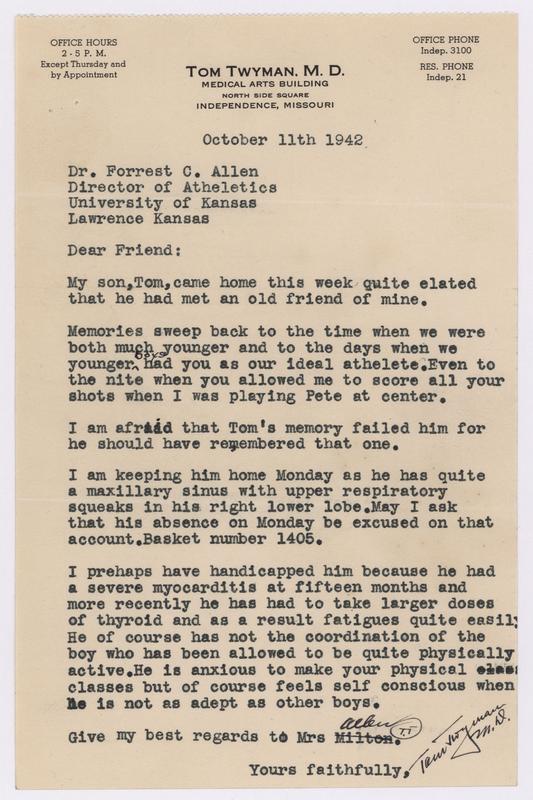 OFFICE HOURS
2 - 5 P. M.
Except Thursday and
by Appointment
OFFICE PHONE
Indep. 3100
RES. PHONE
Indep. 21
TOM TWYMAN, M. D.
MEDICAL ARTS BUILDING
NORTH SIDE SQUARE
INDEPENDENCE, MISSOURI
October 11th 1942
Dr. Forrest C. Allen
Director of Atheletics
University of Kansas
Lawrence Kansas
Dear Friend:
My son,Tom,came home this week quite elated
that he had met an old friend of mine.
Memories sweep back to the time when we were
both much younger and to the days when we
boys
younger had you as our ideal athelete.Even to
the nite when you allowed me to score all your
shots when I was playing Pete at center.
I am afraid that Tom's memory failed him for
he should have remembered that one.
I am keeping him home Monday as he has quite
a maxillary sinus with upper respiratory
squeaks in his right lower lobe.May I ask
that his absence on Monday be excused on that
account.Basket number 1405.
I prehaps have handicapped him because he had
a severe myocarditis at fifteen months and
more recently he has had to take larger doses
of thyroid and as a result fatigues quite easily
He of course has not the coordination of the
boy who has been allowed to be quite physically
active.He is anxious to make your physical
classes but of course feels self conscious when
he is not as adept as other boys.
Allen
Give my best regards to Mrs Milton. T.T
Yours faithfully, Tom Twyman M.D.